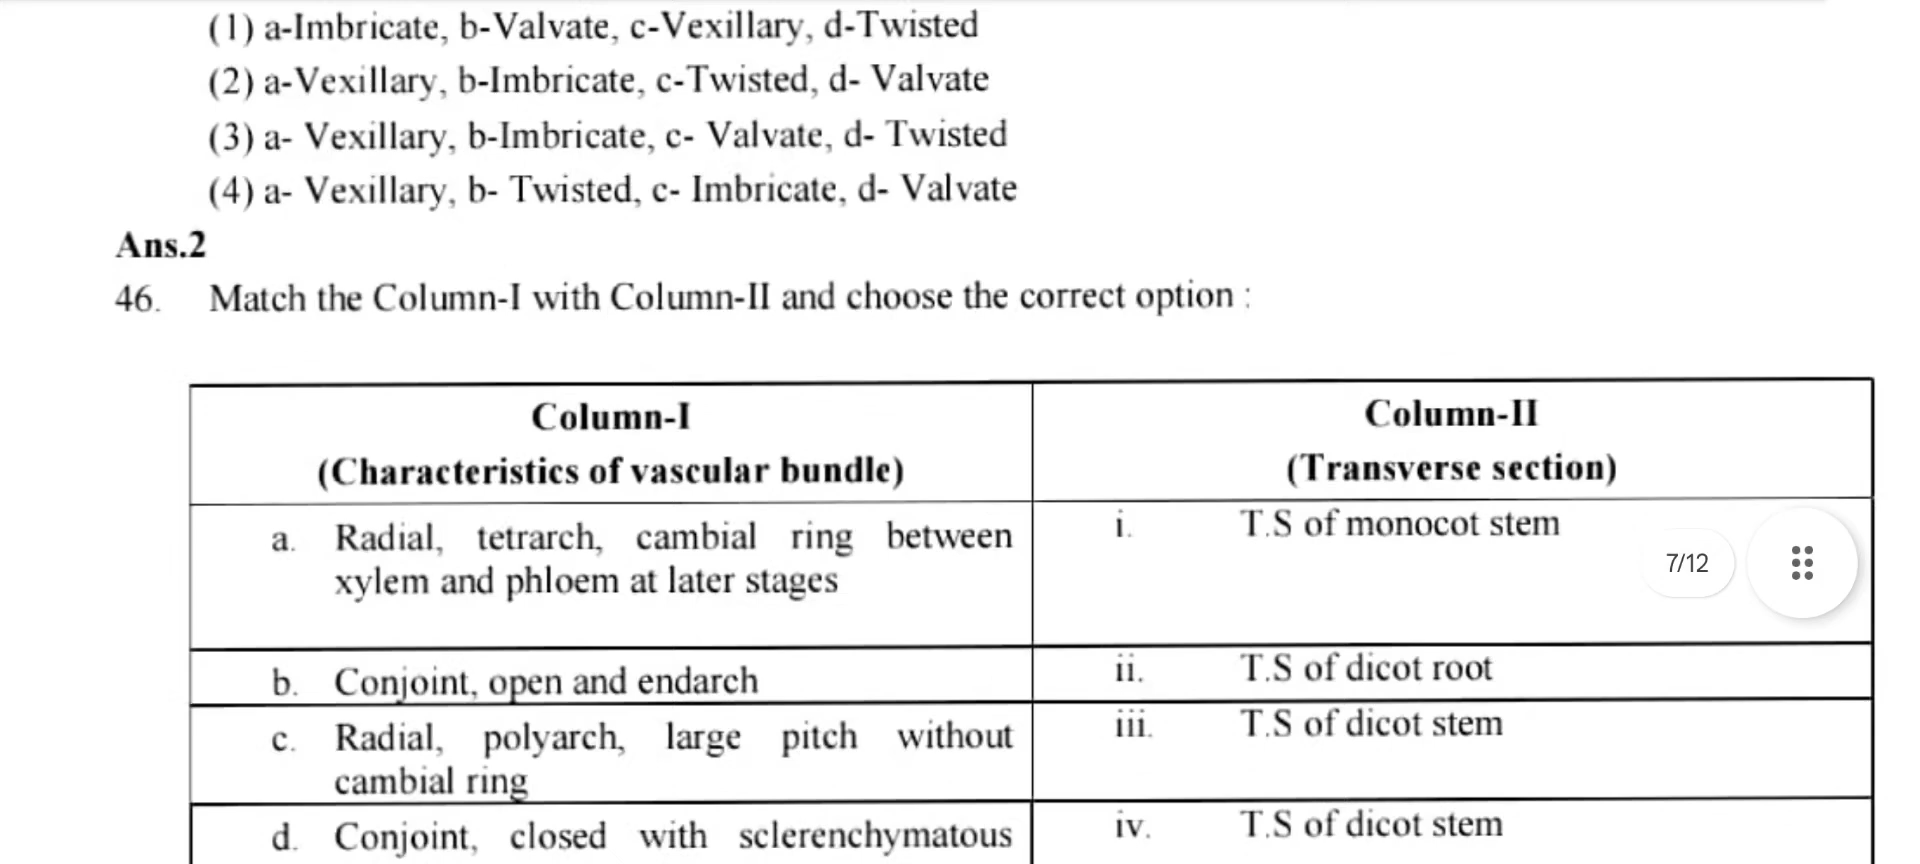 (1) a-Imbricate, b-Valvate, c-Vexillary, d-Twisted
(2) a-Vexillary, b-Imbricate, c-Twisted, d- Valvate
(3) a- Vexillary, b-Imbricate, c- Valvate, d- Twisted
(4) a- Vexillary, b- Twisted, c- Imbricate, d- Valvate
Ans.2
46. Match the Column-I with Column-II and choose the correct option :
Column-I
(Characteristics of vascular bundle)
Column-II
(Transverse section)
a. Radial, tetrarch, cambial ring between
xylem and phloem at later stages
i. T.S of monocot stem
7/12
b. Conjoint, open and endarch
ii. T.S of dicot root
c. Radial, polyarch, large pitch without
cambial ring
iii. T.S of dicot stem
d. Conjoint, closed with sclerenchymatous
iv. T.S of dicot stem